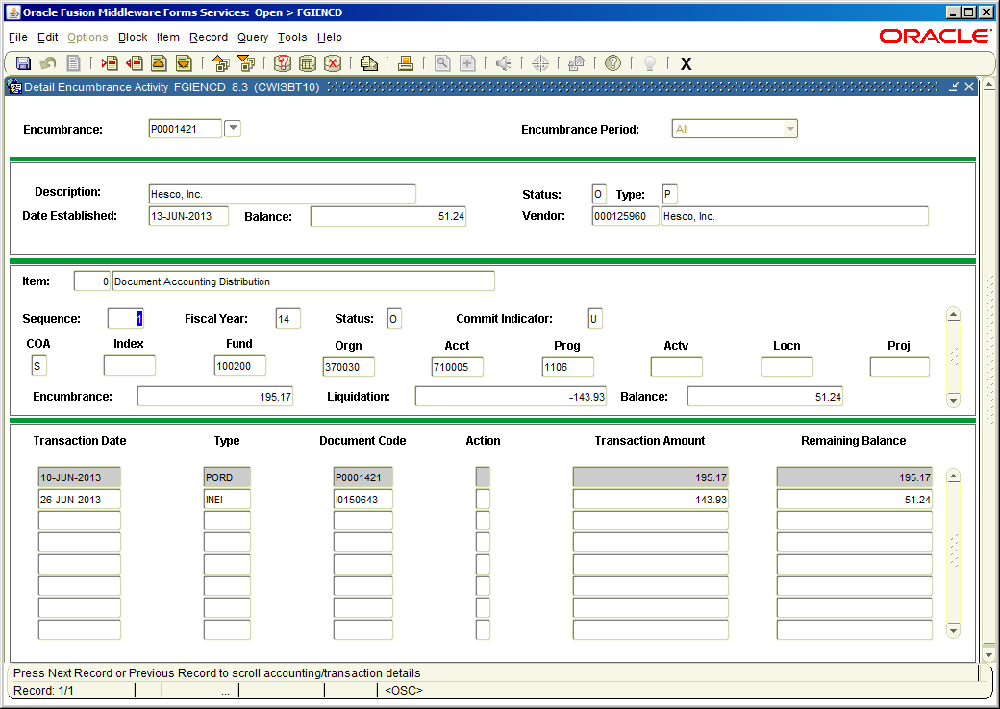 Oracle Fusion Middleware Forms Services: Open > FGIENCD
File Edit Options Block Item Record Query Tools Help
ORACLE
X
Detail Encumbrance Activity FGIENCD 8.3 (CWISBT10)
Encumbrance: P0001421 Encumbrance Period: All
Description: Hesco, Inc. Status: O Type: P
Date Established: 13-JUN-2013 Balance: 51.24 Vendor: 000125960 Hesco, Inc.
Item: 0 Document Accounting Distribution
Sequence: 1 Fiscal Year: 14 Status: O Commit Indicator: U
COA Index Fund Orgn Acct Prog Actv Locn Proj
S 100200 370030 710005 1106
Encumbrance: 195.17 Liquidation: -143.93 Balance: 51.24
Transaction Date Type Document Code Action Transaction Amount Remaining Balance
10-JUN-2013 PORD P0001421 195.17 195.17
26-JUN-2013 INEI I0150643 -143.93 51.24
Press Next Record or Previous Record to scroll accounting/transaction details
Record: 1/1 ... <OSC>